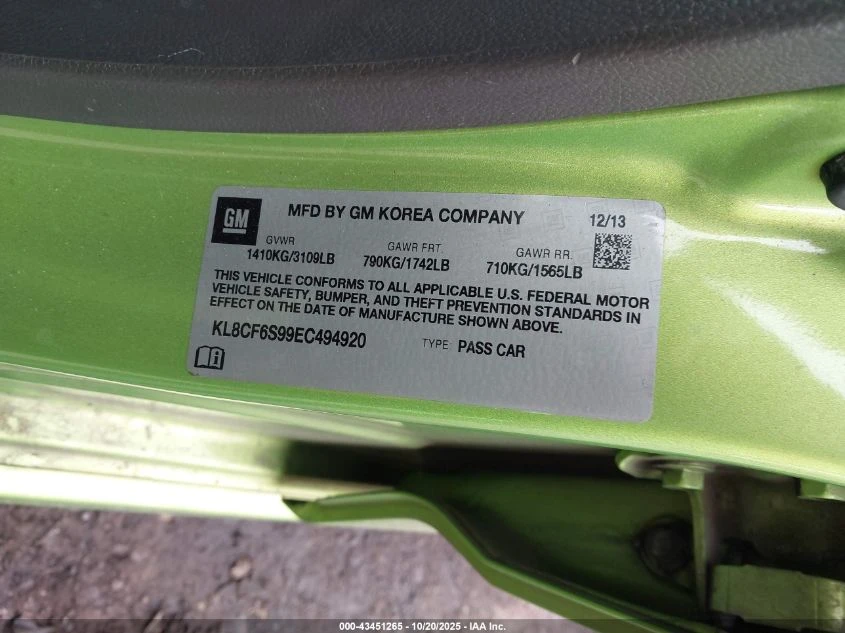 GM
MFD BY GM KOREA COMPANY
12/13
GVWR
1410KG/3109LB
GAWR FRT.
790KG/1742LB
GAWR RR.
710KG/1565LB
THIS VEHICLE CONFORMS TO ALL APPLICABLE U.S. FEDERAL MOTOR
VEHICLE SAFETY, BUMPER, AND THEFT PREVENTION STANDARDS IN
EFFECT ON THE DATE OF MANUFACTURE SHOWN ABOVE.
KL8CF6S99EC494920
TYPE: PASS CAR
000-43451265 - 10/20/2025 - IAA Inc.